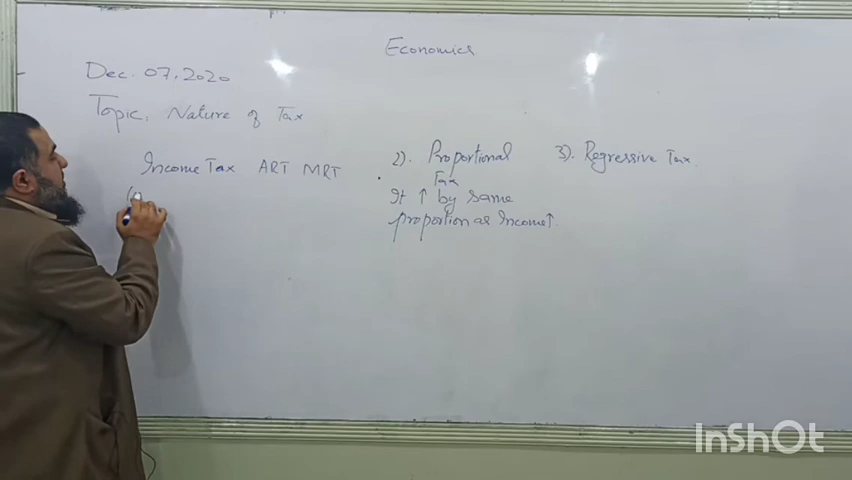 Economics
Dec. 07.2020
Topic, Nature of Tax
Income Tax ART MRT
2). Proportional
Tax
It ↑ by same
proportion as Income↑.
3). Regressive Tax.
InShOt